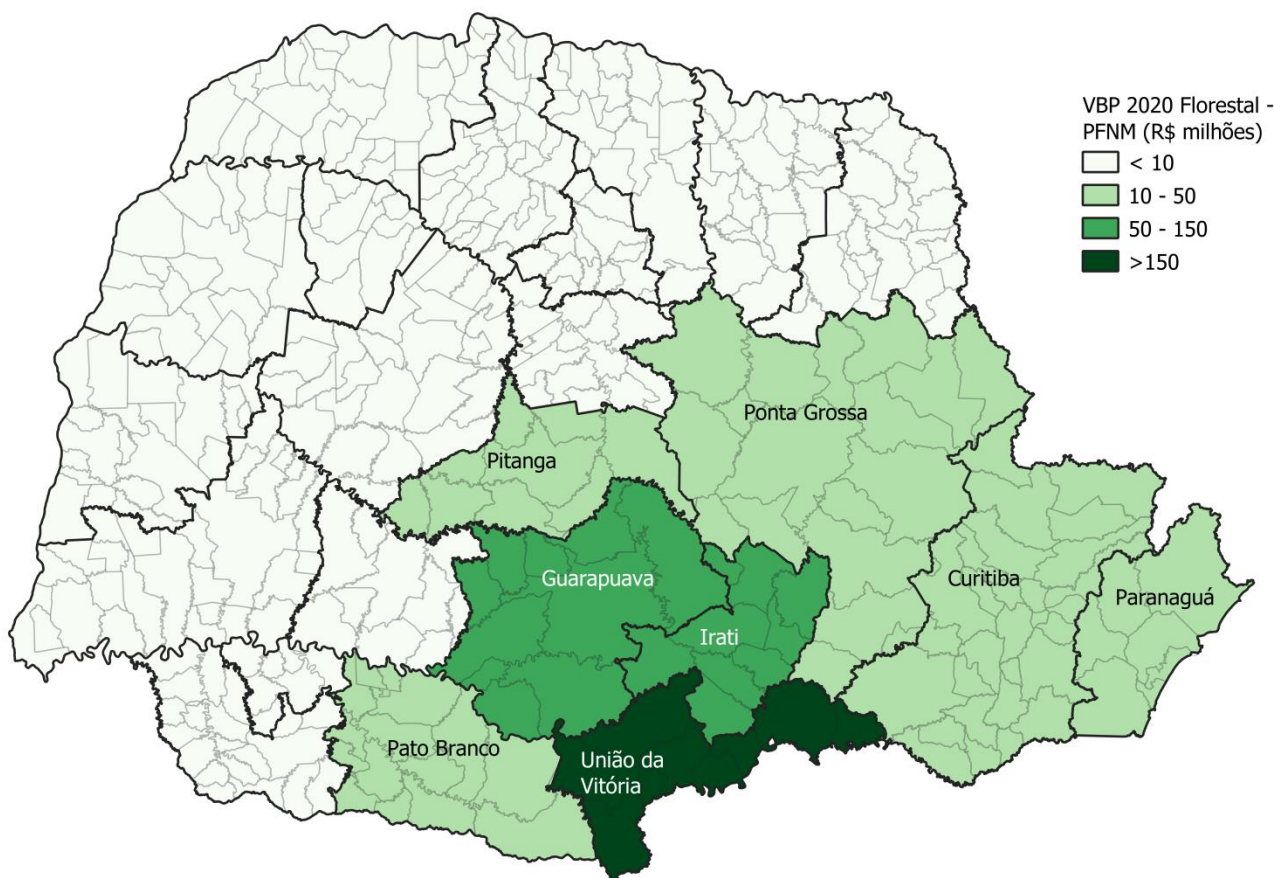 VBP 2020 Florestal -
PFNM (R$ milhões)
< 10
10 - 50
50 - 150
>150
Ponta Grossa
Pitanga
Guarapuava
Curitiba
Paranaguá
Irati
Pato Branco
União da
Vitória